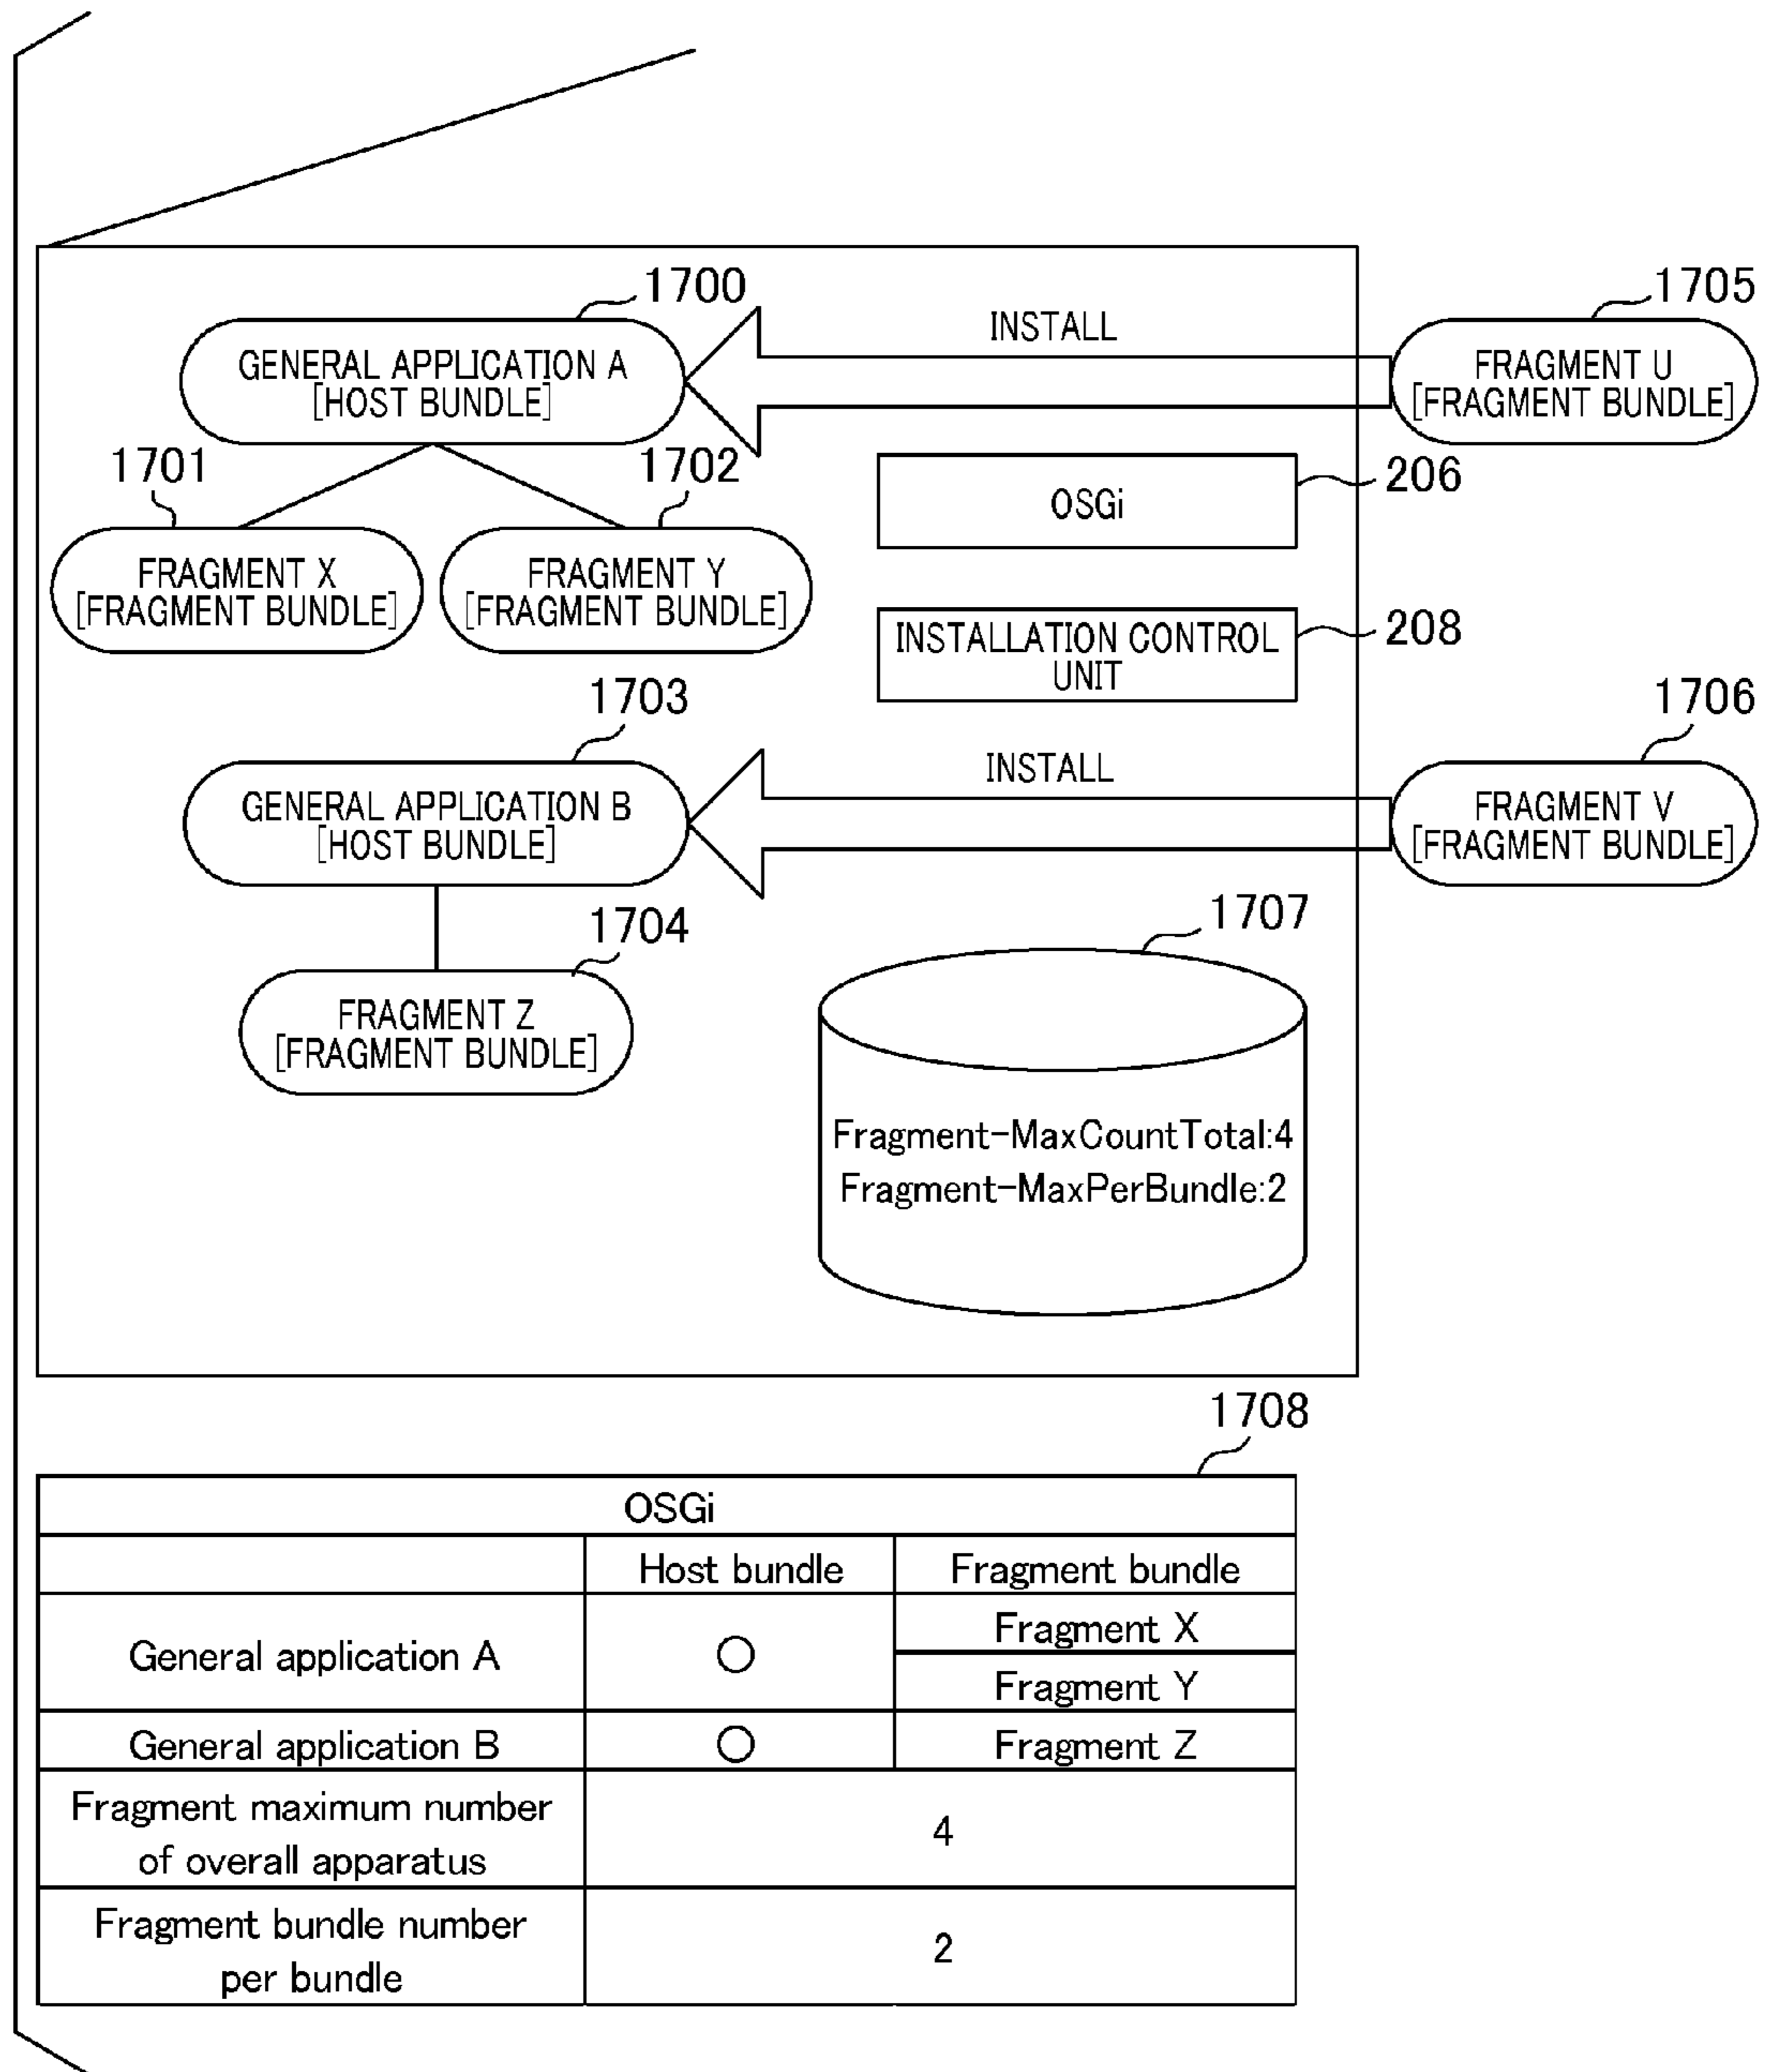 1700
1705
INSTALL
GENERAL APPLICATION A
[HOST BUNDLE]
FRAGMENT U
[FRAGMENT BUNDLE]
1701
1702
206
OSGi
FRAGMENT X
[FRAGMENT BUNDLE]
FRAGMENT Y
[FRAGMENT BUNDLE]
208
INSTALLATION CONTROL
UNIT
1703
1706
INSTALL
GENERAL APPLICATION B
[HOST BUNDLE]
FRAGMENT V
[FRAGMENT BUNDLE]
1704
1707
FRAGMENT Z
[FRAGMENT BUNDLE]
Fragment-MaxCountTotal:4
Fragment-MaxPerBundle:2
1708
OSGi
Host bundle
Fragment bundle
General application A
○
Fragment X
Fragment Y
General application B
○
Fragment Z
Fragment maximum number
of overall apparatus
4
Fragment bundle number
per bundle
2